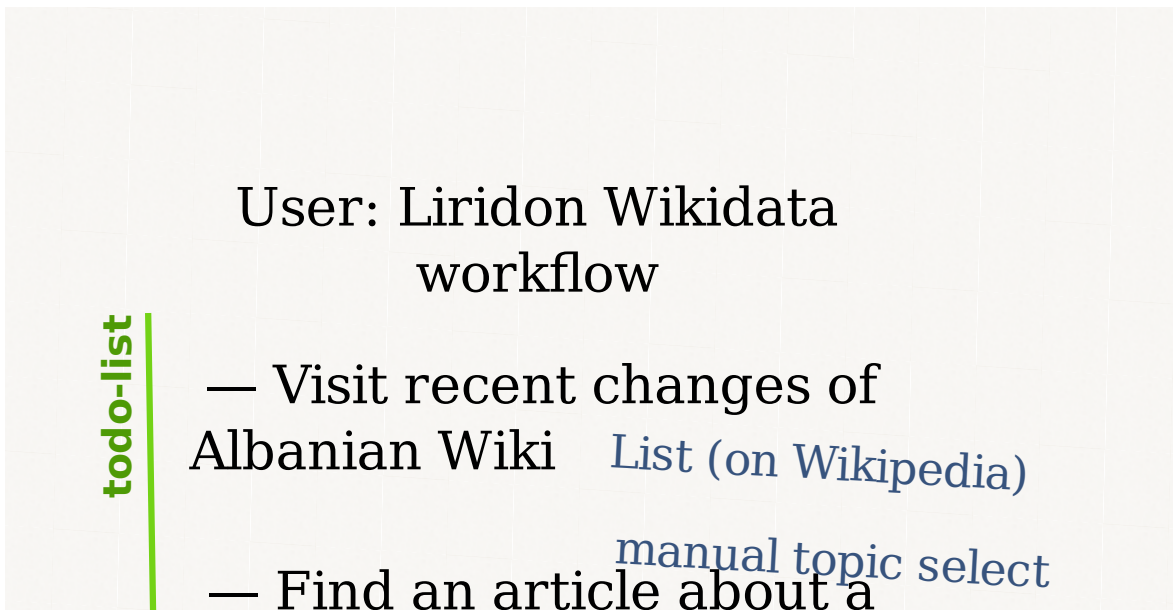 User: Liridon Wikidata
workflow
todo-list
— Visit recent changes of
Albanian Wiki
List (on Wikipedia)
manual topic select
— Find an article about a